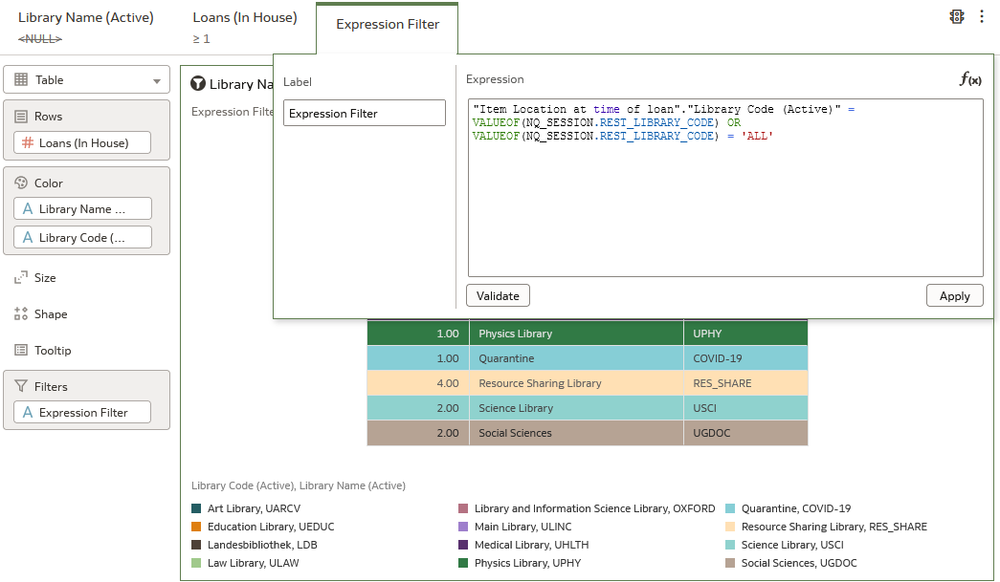 Library Name (Active)
<NULL>
Loans (In House)
≥ 1
Expression Filter
Table
Rows
# Loans (In House)
Color
A Library Name ...
A Library Code (...
Size
Shape
Tooltip
Filters
A Expression Filter
Library Na
Expression Filte
Label
Expression Filter
Expression
f(x)
"Item Location at time of loan"."Library Code (Active)" =
VALUEOF(NQ_SESSION.REST_LIBRARY_CODE) OR
VALUEOF(NQ_SESSION.REST_LIBRARY_CODE) = 'ALL'
Validate
Apply
1.00 Physics Library UPHY
1.00 Quarantine COVID-19
4.00 Resource Sharing Library RES_SHARE
2.00 Science Library USCI
2.00 Social Sciences UGDOC
Library Code (Active), Library Name (Active)
Art Library, UARCV
Education Library, UEDUC
Landesbibliothek, LDB
Law Library, ULAW
Library and Information Science Library, OXFORD
Main Library, ULINC
Medical Library, UHLTH
Physics Library, UPHY
Quarantine, COVID-19
Resource Sharing Library, RES_SHARE
Science Library, USCI
Social Sciences, UGDOC